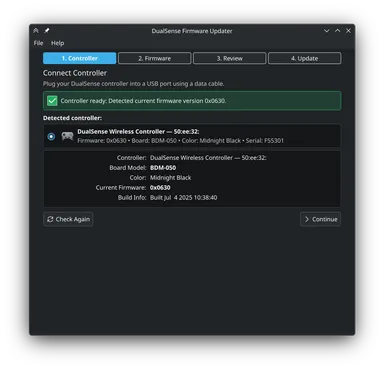 DualSense Firmware Updater
File Help
1. Controller 2. Firmware 3. Review 4. Update
Connect Controller
Plug your DualSense controller into a USB port using a data cable.
Controller ready: Detected current firmware version 0x0630.
Detected controller:
DualSense Wireless Controller — 50:ee:32:
Firmware: 0x0630 • Board: BDM-050 • Color: Midnight Black • Serial: F55301
Controller: DualSense Wireless Controller — 50:ee:32:
Board Model: BDM-050
Color: Midnight Black
Current Firmware: 0x0630
Build Info: Built Jul 4 2025 10:38:40
Check Again Continue